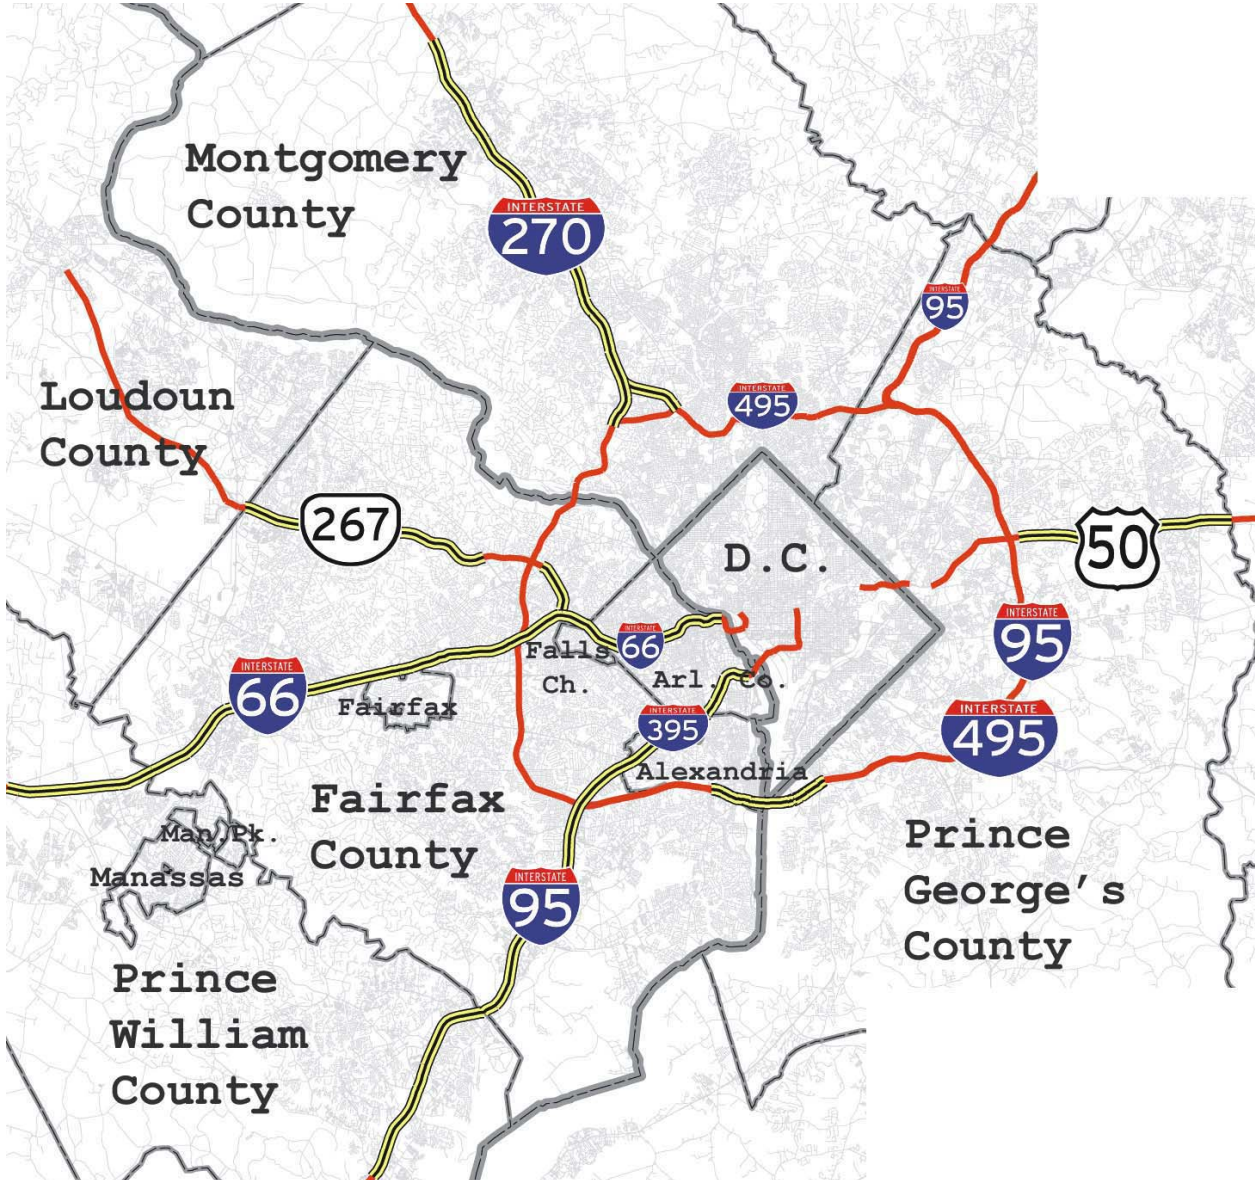 Montgomery
County
INTERSTATE
270
INTERSTATE
95
Loudoun
County
INTERSTATE
495
267
D.C.
50
INTERSTATE
66
Falls
Ch.
Arl. Co.
INTERSTATE
95
INTERSTATE
66
Fairfax
INTERSTATE
395
INTERSTATE
495
Alexandria
Fairfax
County
Man.Pk.
Manassas
INTERSTATE
95
Prince
George's
County
Prince
William
County